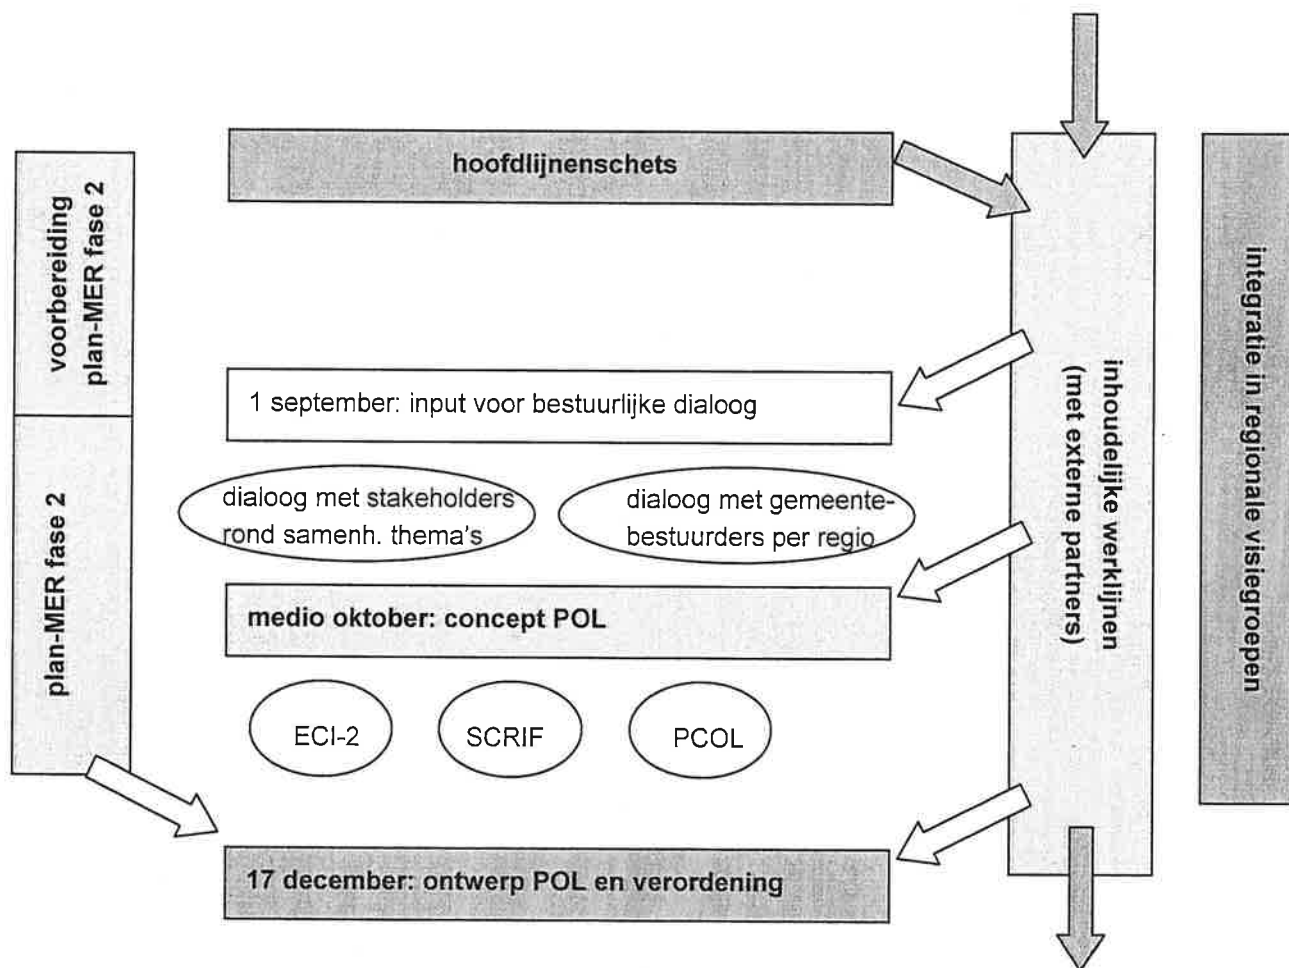 hoofdlijnenschets
voorbereiding
plan-MER fase 2
1 september: input voor bestuurlijke dialoog
dialoog met stakeholders
rond samenh. thema's
dialoog met gemeente-
bestuurders per regio
plan-MER fase 2
medio oktober: concept POL
ECI-2
SCRIF
PCOL
17 december: ontwerp POL en verordening
inhoudelijke werklijnen
(met externe partners)
integratie in regionale visiegroepen